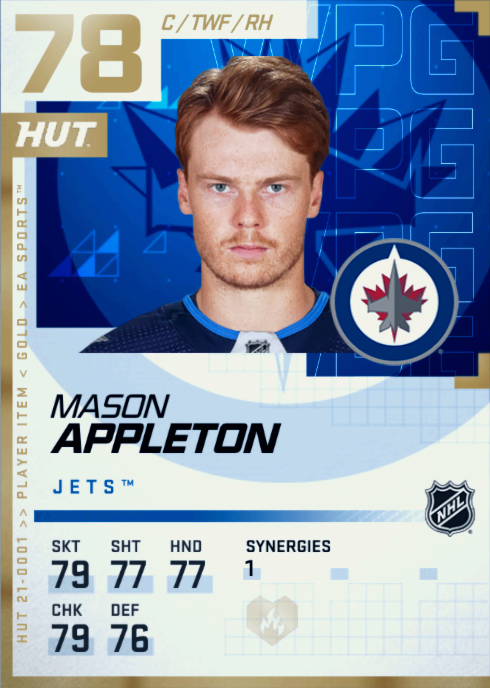 78
C / TWF / RH
HUT
WPG
WPG
WPG
HUT 21-0001 >> PLAYER ITEM < GOLD > EA SPORTS™
MASON
APPLETON
JETS™
NHL
SKT SHT HND SYNERGIES
79 77 77 1
CHK DEF
79 76